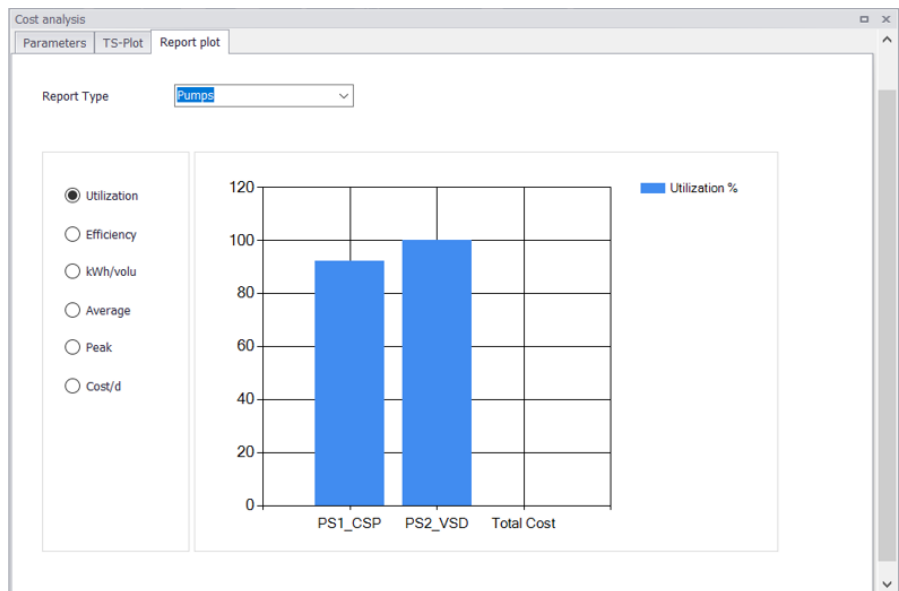 Cost analysis
Parameters TS-Plot Report plot
Report Type Pumps
Utilization
Efficiency
kWh/volu
Average
Peak
Cost/d
120
100
80
60
40
20
0
PS1_CSP PS2_VSD Total Cost
Utilization %